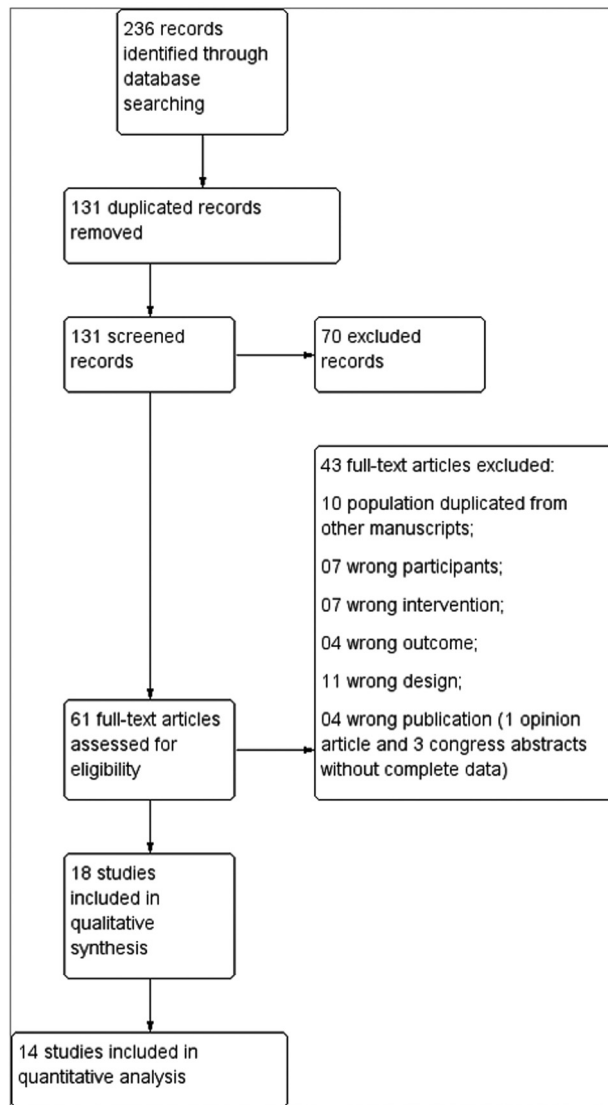 236 records
identified through
database
searching
131 duplicated records
removed
131 screened
records
70 excluded
records
43 full-text articles excluded:
10 population duplicated from
other manuscripts;
07 wrong participants;
07 wrong intervention;
04 wrong outcome;
11 wrong design;
04 wrong publication (1 opinion
article and 3 congress abstracts
without complete data)
61 full-text articles
assessed for
eligibility
18 studies
included in
qualitative
synthesis
14 studies included in
quantitative analysis